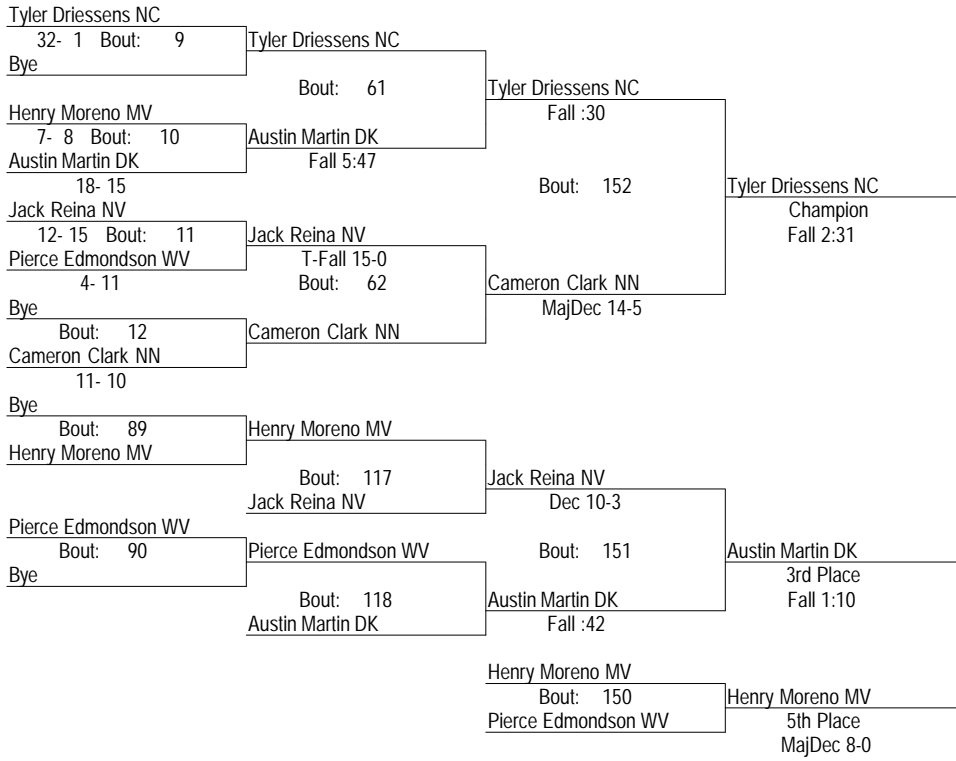 Tyler Driessens NC
32- 1 Bout: 9
Bye
Tyler Driessens NC
Bout: 61
Tyler Driessens NC
Fall :30
Henry Moreno MV
7- 8 Bout: 10
Austin Martin DK
18- 15
Austin Martin DK
Fall 5:47
Bout: 152
Tyler Driessens NC
Champion
Fall 2:31
Jack Reina NV
12- 15 Bout: 11
Pierce Edmondson WV
4- 11
Jack Reina NV
T-Fall 15-0
Bout: 62
Cameron Clark NN
MajDec 14-5
Bye
Bout: 12
Cameron Clark NN
11- 10
Cameron Clark NN
Bye
Bout: 89
Henry Moreno MV
Henry Moreno MV
Bout: 117
Jack Reina NV
Jack Reina NV
Dec 10-3
Pierce Edmondson WV
Bout: 90
Bye
Pierce Edmondson WV
Bout: 151
Austin Martin DK
3rd Place
Fall 1:10
Bout: 118
Austin Martin DK
Austin Martin DK
Fall :42
Henry Moreno MV
Bout: 150
Pierce Edmondson WV
Henry Moreno MV
5th Place
MajDec 8-0